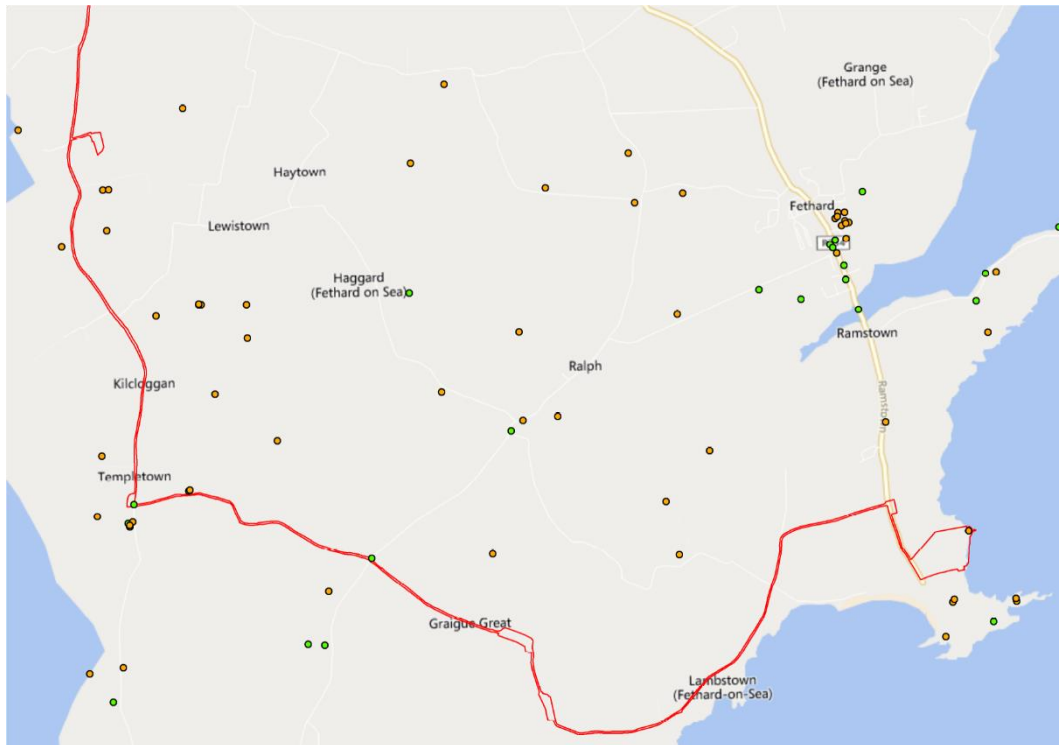 Grange
(Fethard on Sea)
Haytown
Fethard
Lewistown
Haggard
(Fethard on Sea)
Ramstown
Ralph
Kilcloggan
Ramstown
Templetown
Graigue Great
Lambstown
(Fethard-on-Sea)